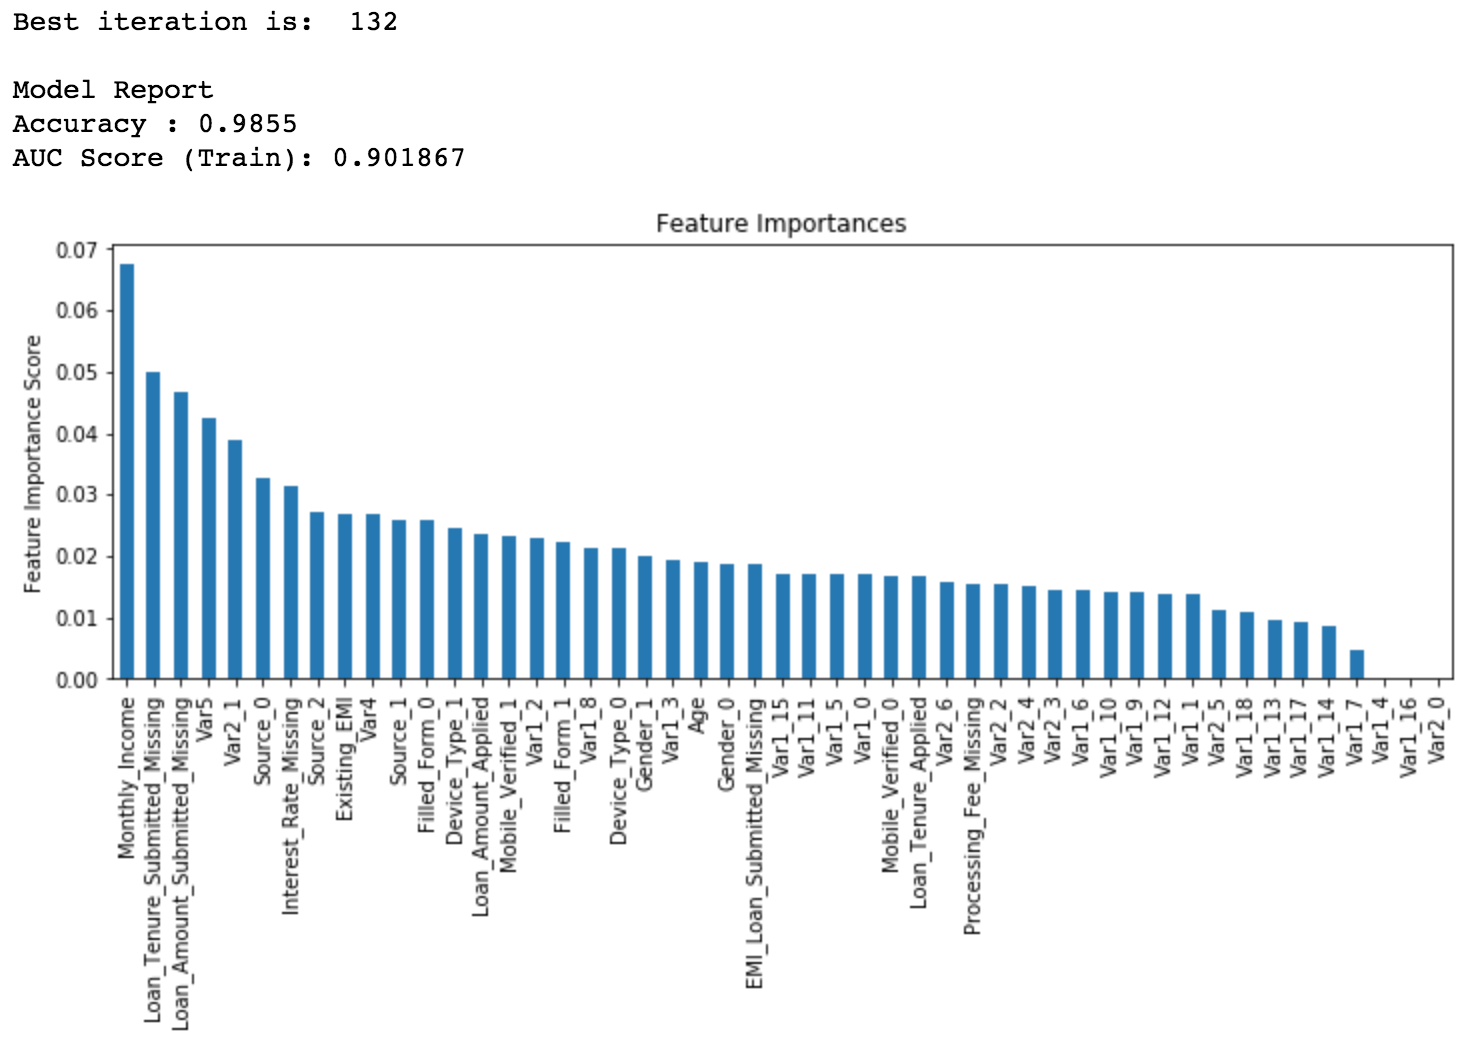 Best iteration is:  132
Model Report
Accuracy : 0.9855
AUC Score (Train): 0.901867
Feature Importances
Feature Importance Score
0.07
0.06
0.05
0.04
0.03
0.02
0.01
0.00
Monthly_Income
Loan_Tenure_Submitted_Missing
Loan_Amount_Submitted_Missing
Var5
Var2_1
Source_0
Interest_Rate_Missing
Source_2
Existing_EMI
Var4
Source_1
Filled_Form_0
Device_Type_1
Loan_Amount_Applied
Mobile_Verified_1
Var1_2
Filled_Form_1
Var1_8
Device_Type_0
Gender_1
Var1_3
Age
Gender_0
EMI_Loan_Submitted_Missing
Var1_15
Var1_11
Var1_5
Var1_0
Mobile_Verified_0
Loan_Tenure_Applied
Var2_6
Processing_Fee_Missing
Var2_2
Var2_4
Var2_3
Var1_6
Var1_10
Var1_9
Var1_12
Var1_1
Var2_5
Var1_18
Var1_13
Var1_17
Var1_14
Var1_7
Var1_4
Var1_16
Var2_0